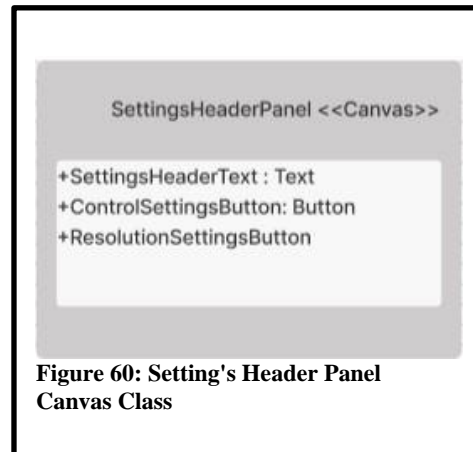 SettingsHeaderPanel <<Canvas>>
+SettingsHeaderText : Text
+ControlSettingsButton: Button
+ResolutionSettingsButton
Figure 60: Setting's Header Panel
Canvas Class